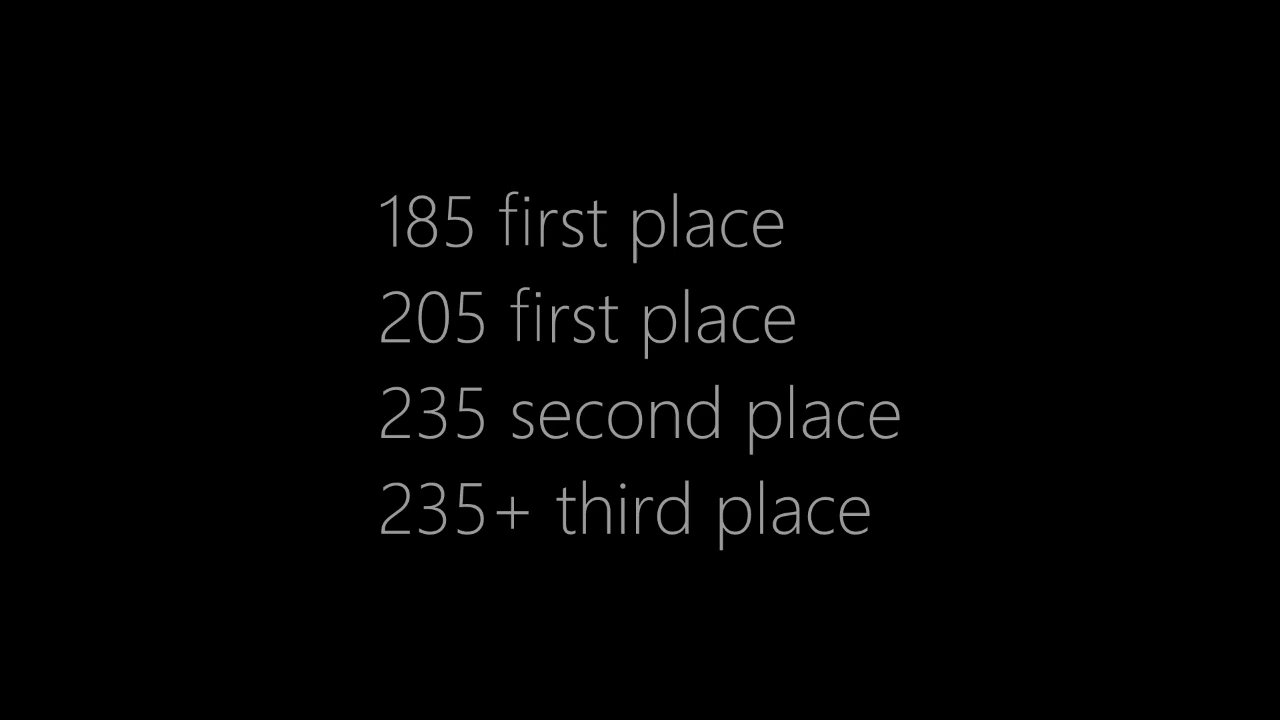 185 first place
205 first place
235 second place
235+ third place